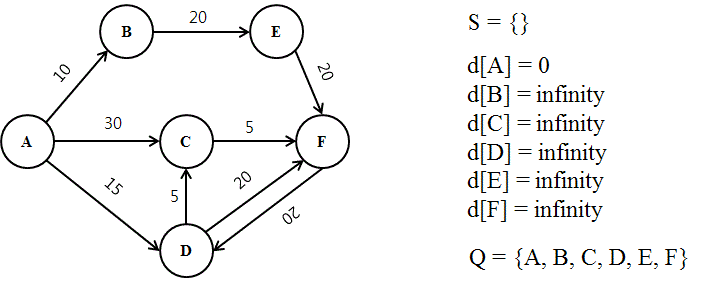 20
B
E
10
20
30
5
A
C
F
15
5
20
20
D
S = {}
d[A] = 0
d[B] = infinity
d[C] = infinity
d[D] = infinity
d[E] = infinity
d[F] = infinity
Q = {A, B, C, D, E, F}